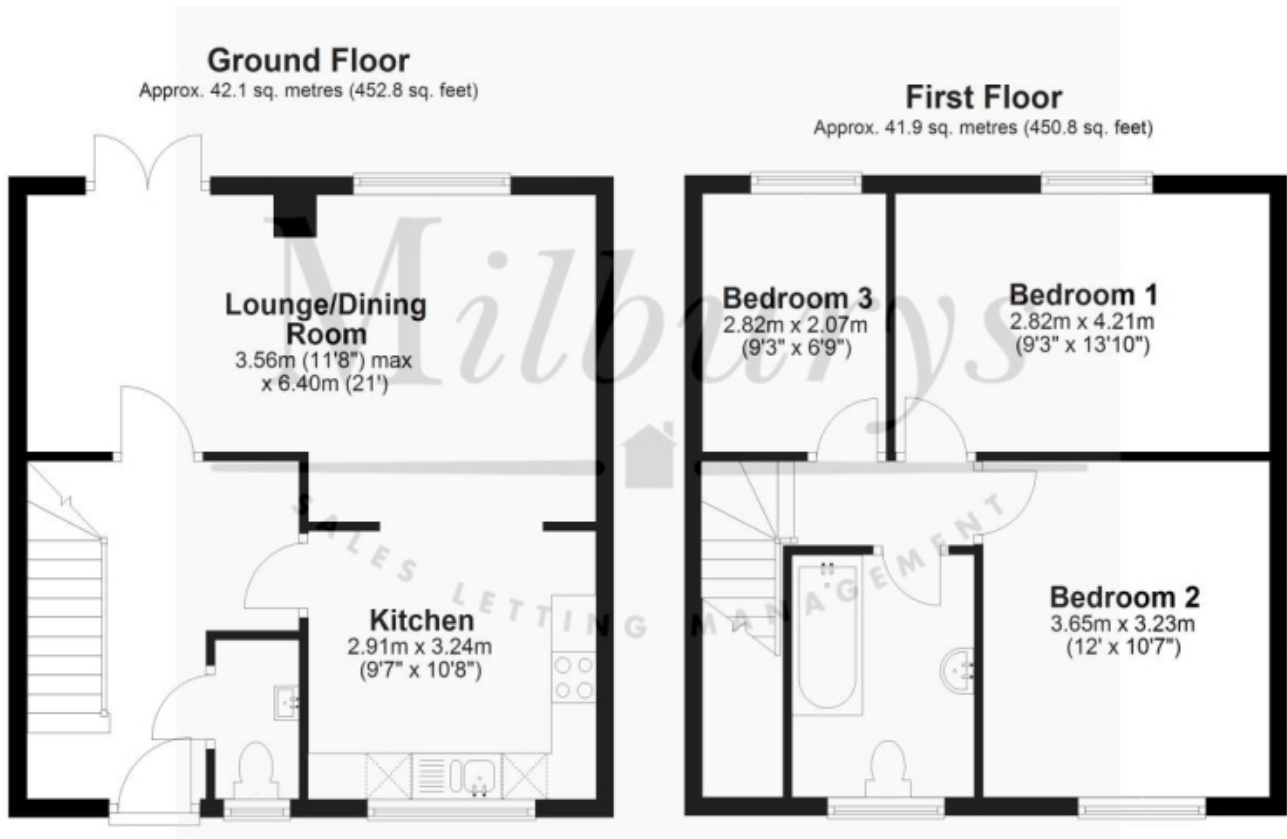 Ground Floor
Approx. 42.1 sq. metres (452.8 sq. feet)
First Floor
Approx. 41.9 sq. metres (450.8 sq. feet)
Milburys
SALES LETTING MANAGEMENT
Lounge/Dining
Room
3.56m (11'8") max
x 6.40m (21')
Kitchen
2.91m x 3.24m
(9'7" x 10'8")
Bedroom 3
2.82m x 2.07m
(9'3" x 6'9")
Bedroom 1
2.82m x 4.21m
(9'3" x 13'10")
Bedroom 2
3.65m x 3.23m
(12' x 10'7")